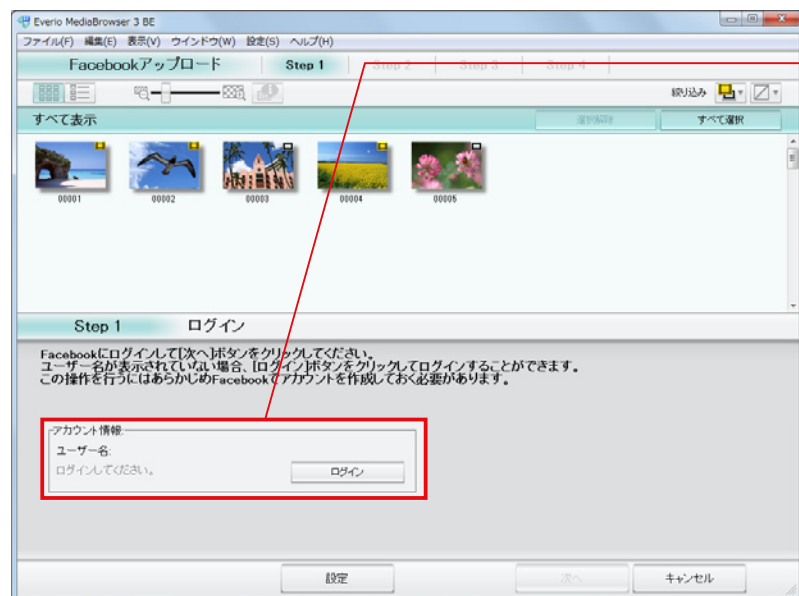 Everio MediaBrowser 3 BE
ファイル(F) 編集(E) 表示(V) ウインドウ(W) 設定(S) ヘルプ(H)
Facebookアップロード Step 1 Step 2 Step 3 Step 4
絞り込み
すべて表示 選択解除 すべて選択
00001 00002 00003 00004 00005
Step 1 ログイン
Facebookにログインして[次へ]ボタンをクリックしてください。
ユーザー名が表示されていない場合、[ログイン]ボタンをクリックしてログインすることができます。
この操作を行うにはあらかじめFacebookでアカウントを作成しておく必要があります。
アカウント情報:
ユーザー名:
ログインしてください。 ログイン
設定 次へ キャンセル